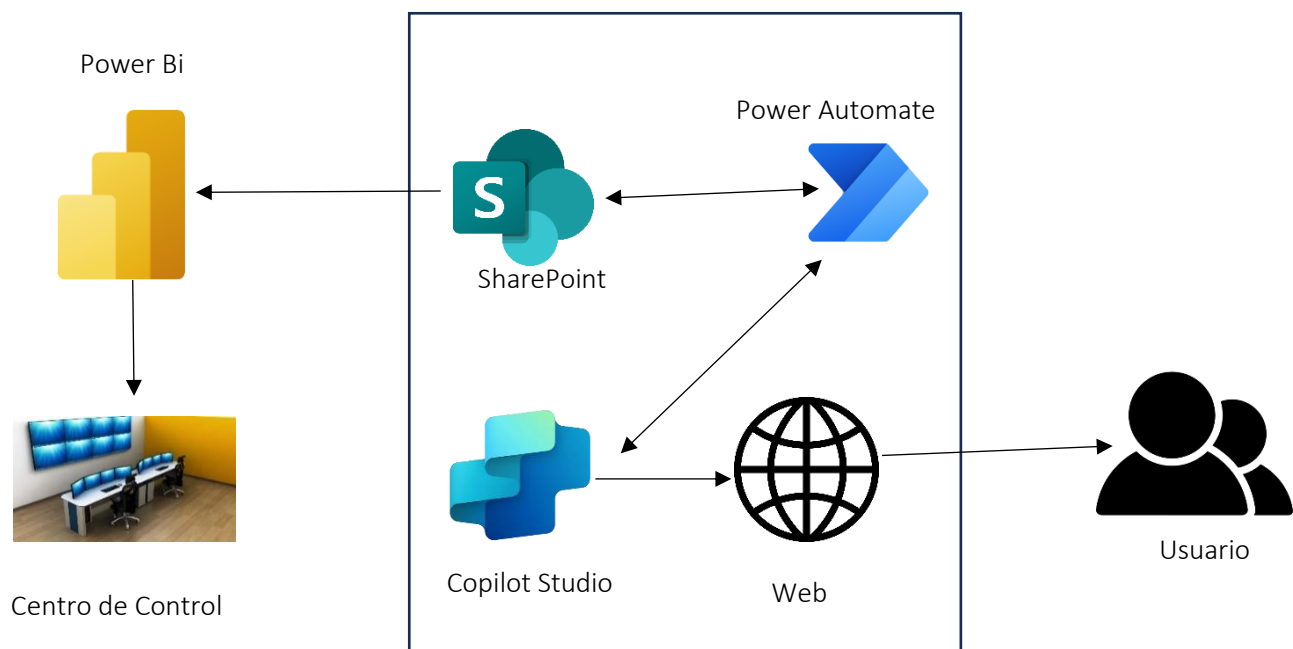 Power Bi
Power Automate
S
SharePoint
Copilot Studio
Web
Usuario
Centro de Control